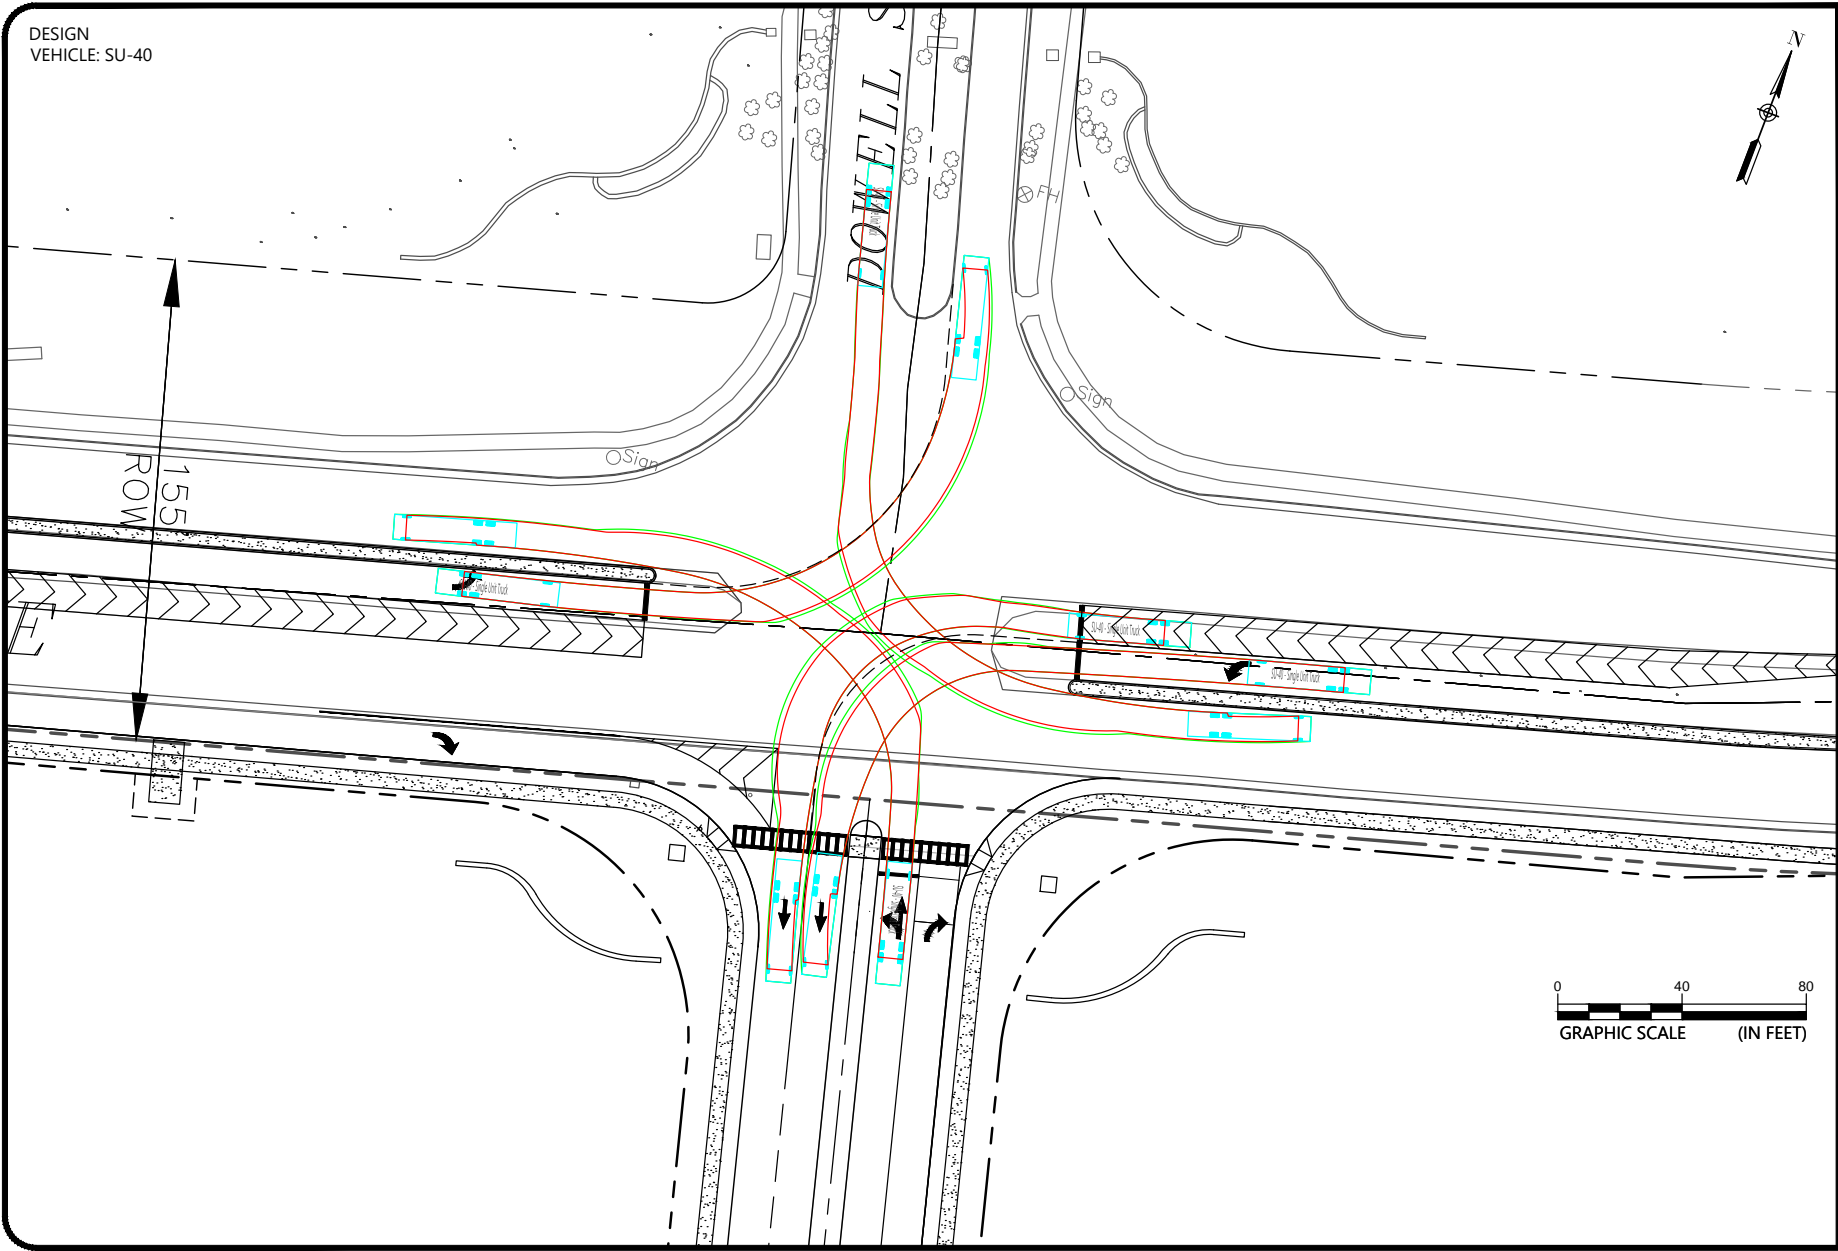 DESIGN
VEHICLE: SU-40
N
DOWNELL
S
FH
Sign
Sign
155
ROW
SU-40 - Single Unit Truck
SU-40 - Single Unit Truck
0 40 80
GRAPHIC SCALE (IN FEET)